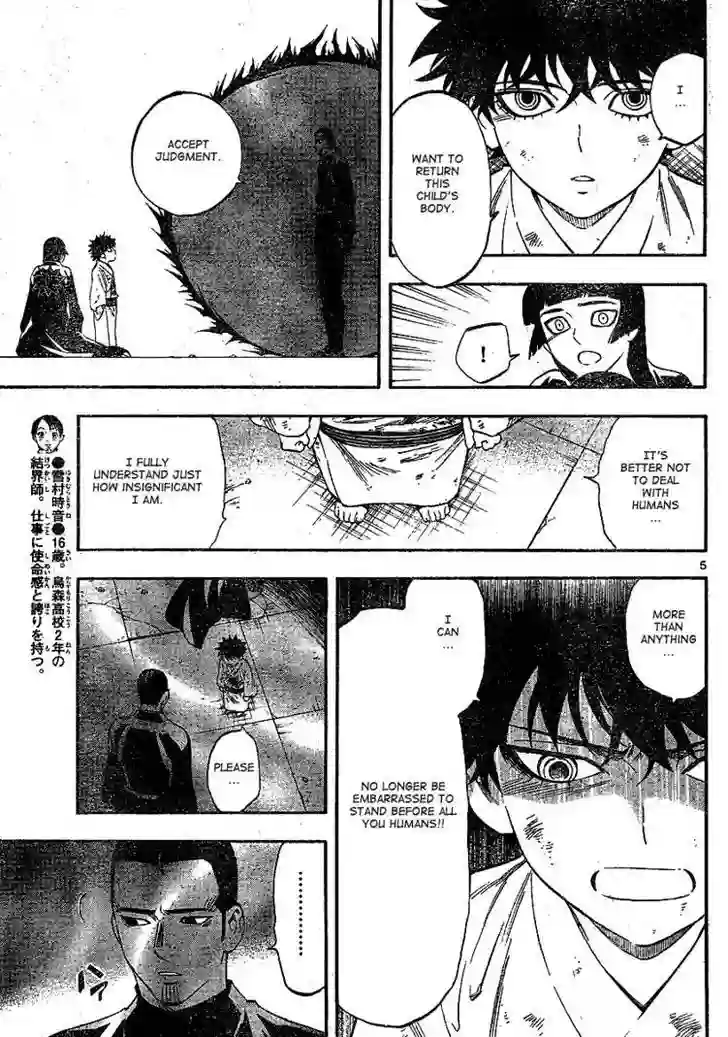 I
...
WANT TO
RETURN
THIS
CHILD'S
BODY.
ACCEPT
JUDGMENT.
!
IT'S
BETTER NOT
TO DEAL
WITH
HUMANS
...
I FULLY
UNDERSTAND JUST
HOW INSIGNIFICANT
I AM.
●雪村時音●16歳。烏森高校2年の
結界師。仕事に使命感と誇りを持つ。
5
MORE
THAN
ANYTHING
...
I
CAN ...
NO LONGER BE
EMBARRASSED TO
STAND BEFORE ALL
YOU HUMANS!!
PLEASE
...
.........